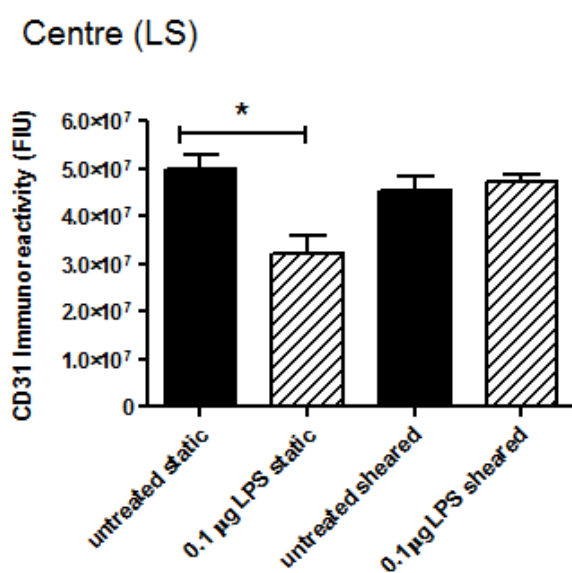 Centre (LS)
*
CD31 Immunoreactivity (FIU)
6.0×10⁷
5.0×10⁷
4.0×10⁷
3.0×10⁷
2.0×10⁷
1.0×10⁷
0
untreated static
0.1 µg LPS static
untreated sheared
0.1µg LPS sheared